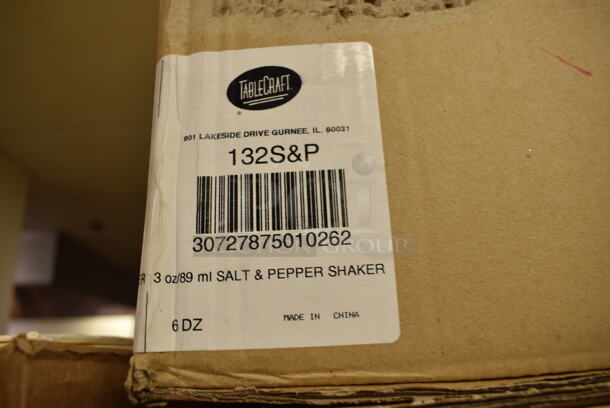 TABLECRAFT
901 LAKESIDE DRIVE GURNEE, IL. 60031
132S&P
30727875010262
3 oz/89 ml SALT & PEPPER SHAKER
6 DZ
MADE IN CHINA